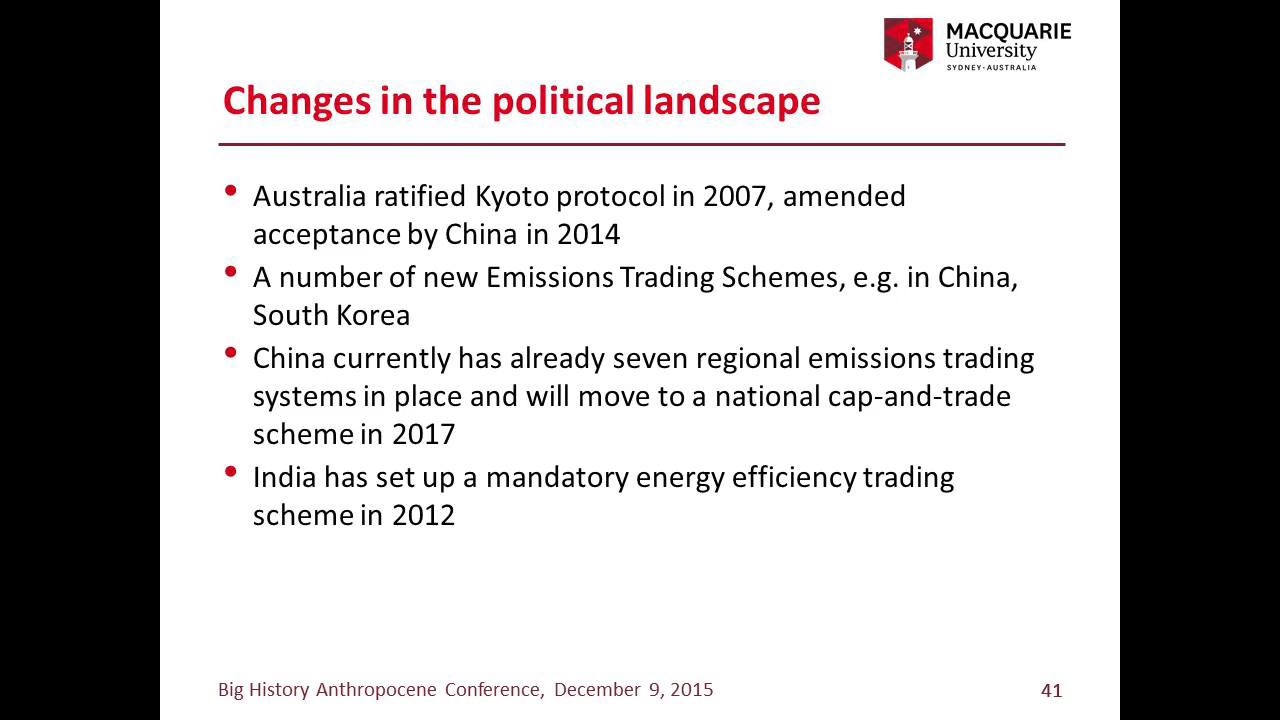 MACQUARIE
University
SYDNEY·AUSTRALIA
Changes in the political landscape
• Australia ratified Kyoto protocol in 2007, amended
acceptance by China in 2014
• A number of new Emissions Trading Schemes, e.g. in China,
South Korea
• China currently has already seven regional emissions trading
systems in place and will move to a national cap-and-trade
scheme in 2017
• India has set up a mandatory energy efficiency trading
scheme in 2012
Big History Anthropocene Conference, December 9, 2015
41